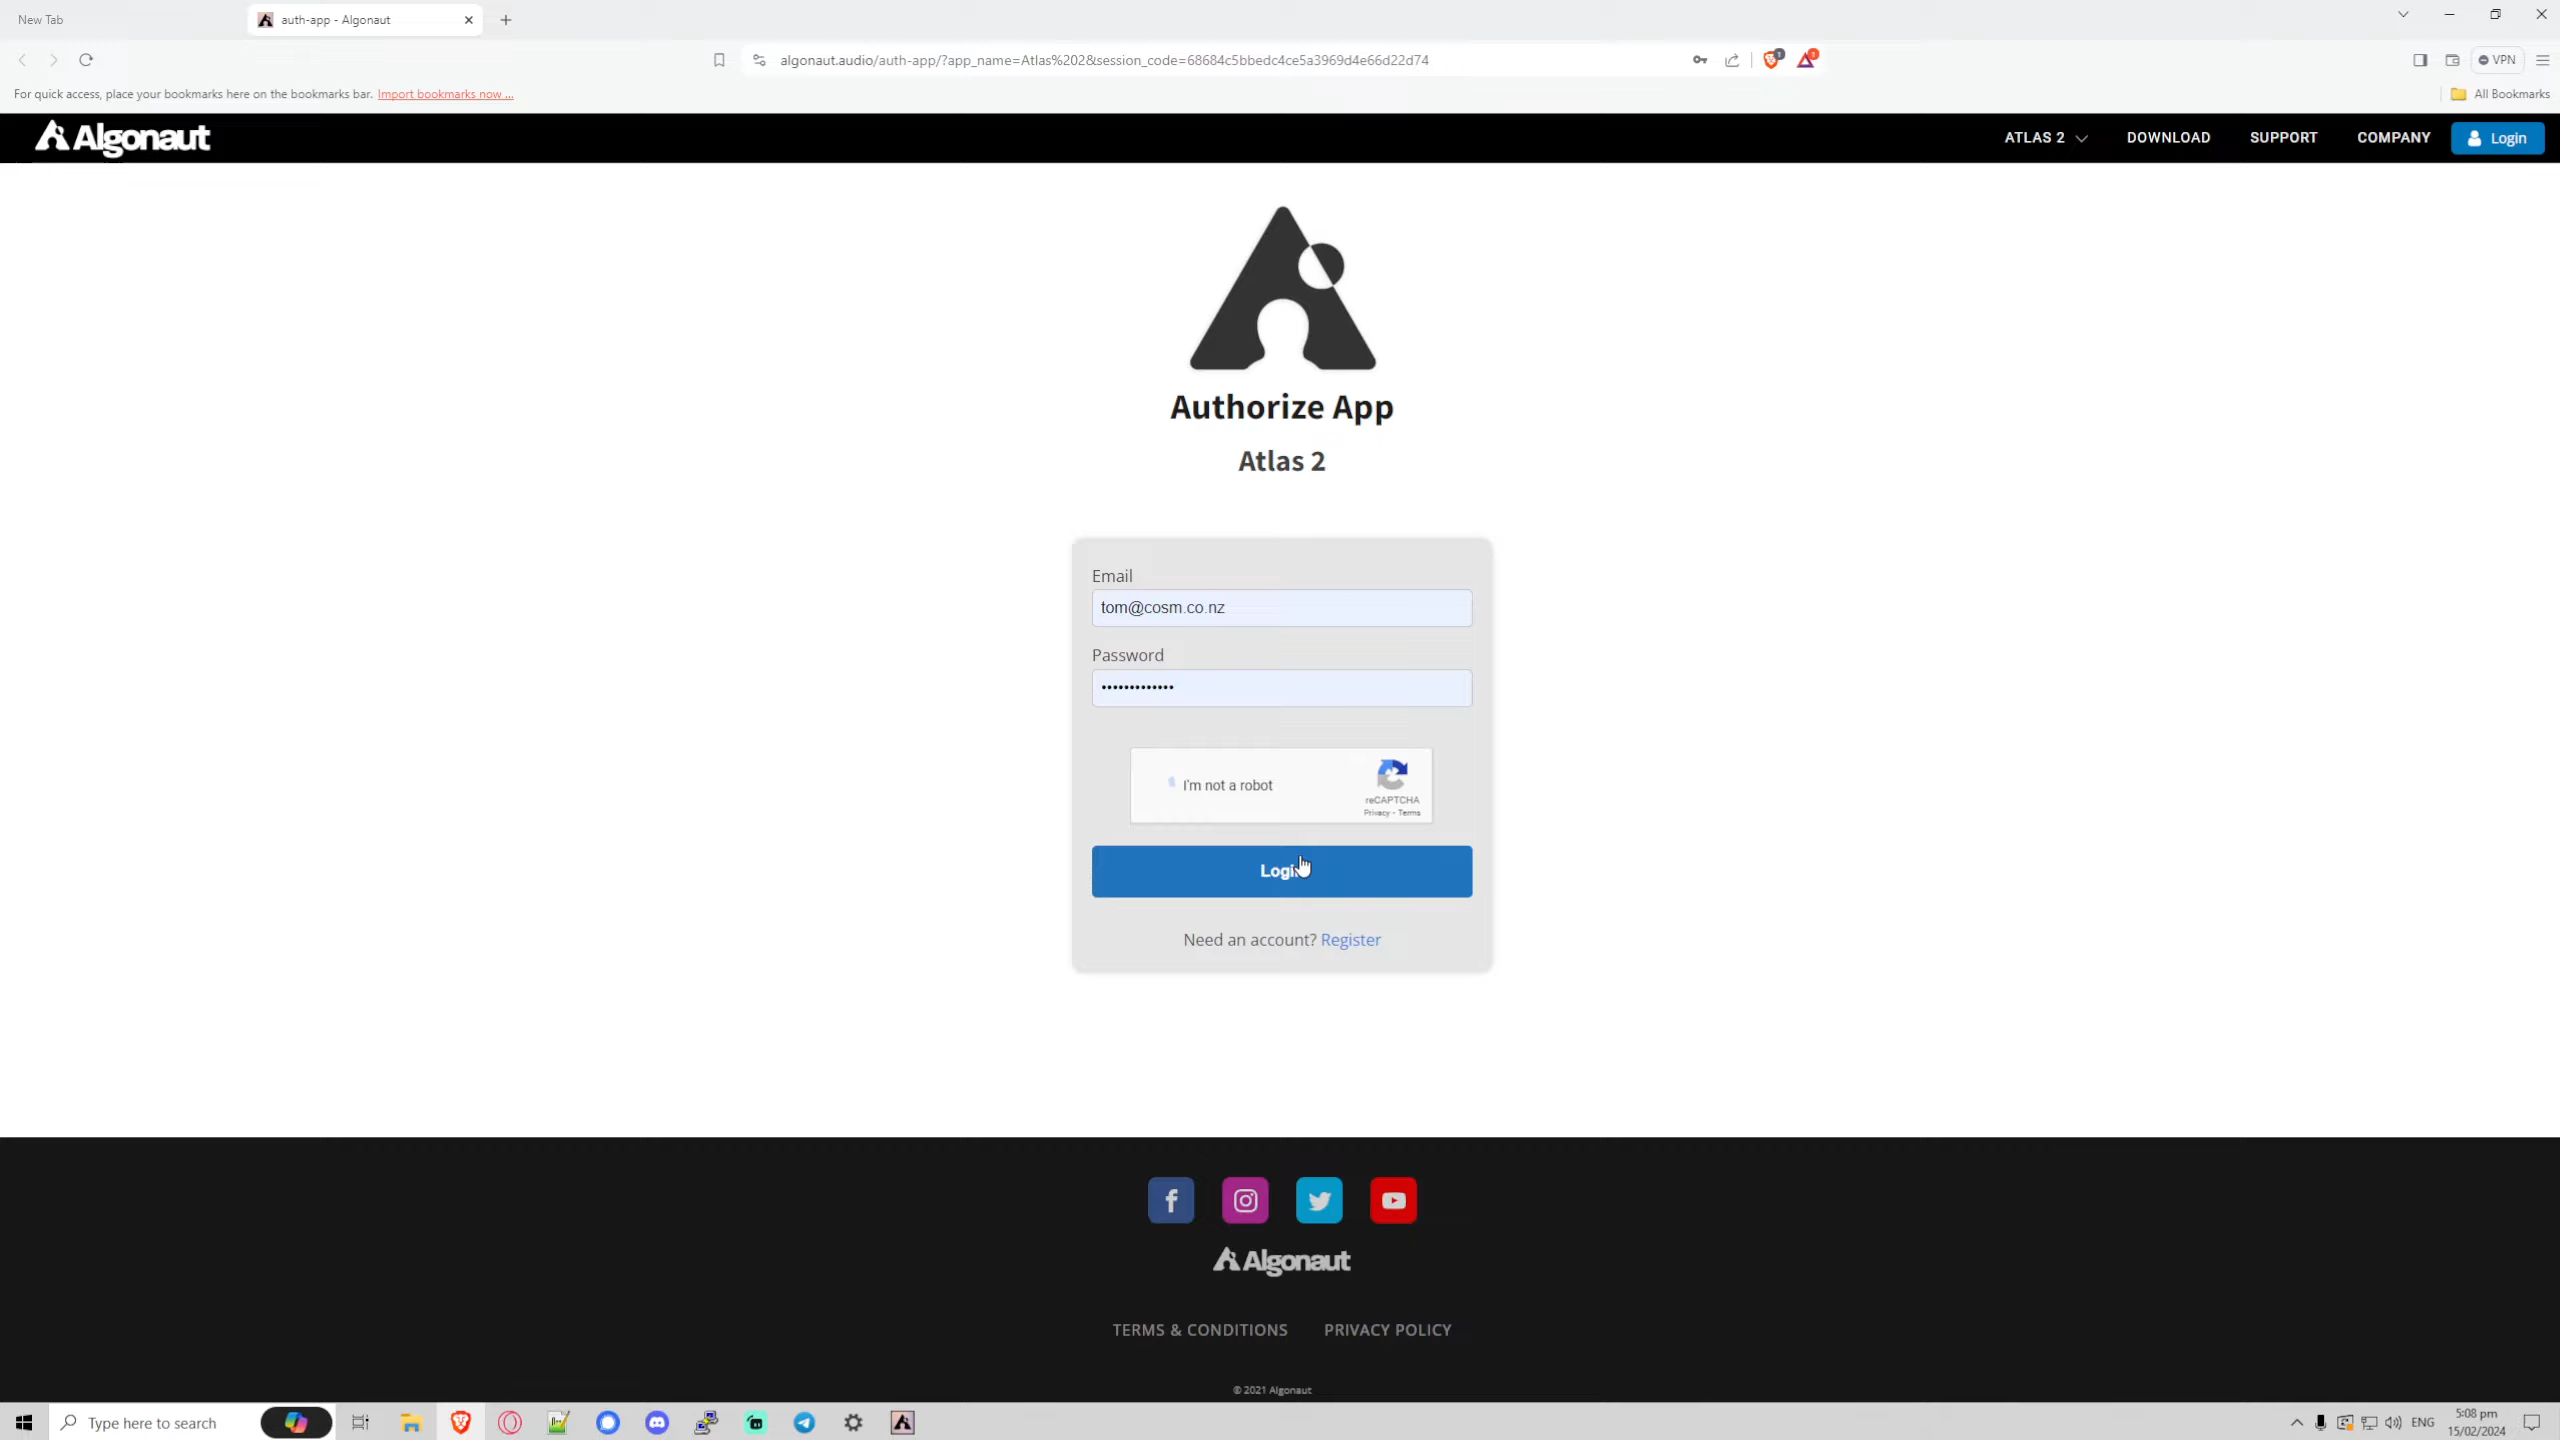 New Tab
auth-app - Algonaut
algonaut.audio/auth-app/?app_name=Atlas%202&session_code=68684c5bbedc4ce5a3969d4e66d22d74
VPN
For quick access, place your bookmarks here on the bookmarks bar. Import bookmarks now ...
All Bookmarks
Algonaut
ATLAS 2
DOWNLOAD
SUPPORT
COMPANY
Login
Authorize App
Atlas 2
Email
tom@cosm.co.nz
Password
I'm not a robot
reCAPTCHA
Privacy - Terms
Login
Need an account? Register
Algonaut
TERMS & CONDITIONS
PRIVACY POLICY
© 2021 Algonaut
Type here to search
ENG
5:08 pm
15/02/2024